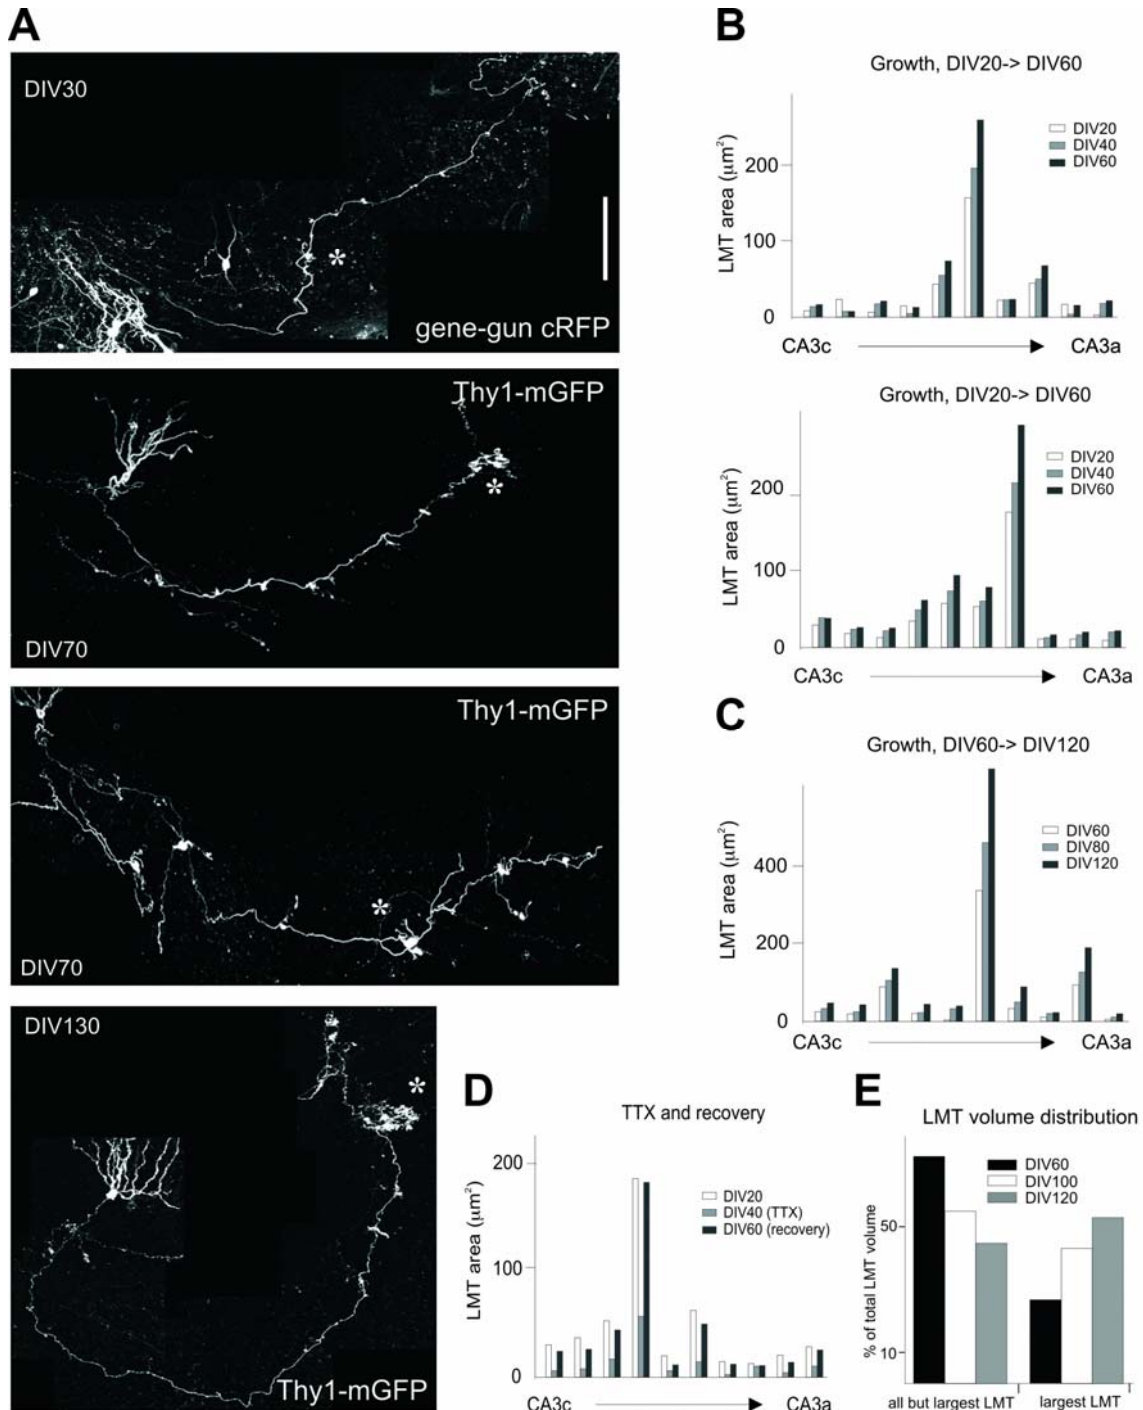 A
DIV30
*
gene-gun cRFP
Thy1-mGFP
*
DIV70
Thy1-mGFP
*
DIV70
DIV130
*
Thy1-mGFP
B
Growth, DIV20-> DIV60
LMT area (μm²)
200
100
0
DIV20
DIV40
DIV60
CA3c
CA3a
Growth, DIV20-> DIV60
LMT area (μm²)
200
100
0
DIV20
DIV40
DIV60
CA3c
CA3a
C
Growth, DIV60-> DIV120
LMT area (μm²)
400
200
0
DIV60
DIV80
DIV120
CA3c
CA3a
D
TTX and recovery
LMT area (μm²)
200
100
0
DIV20
DIV40 (TTX)
DIV60 (recovery)
CA3c
CA3a
E
LMT volume distribution
% of total LMT volume
50
10
DIV60
DIV100
DIV120
all but largest LMT
largest LMT